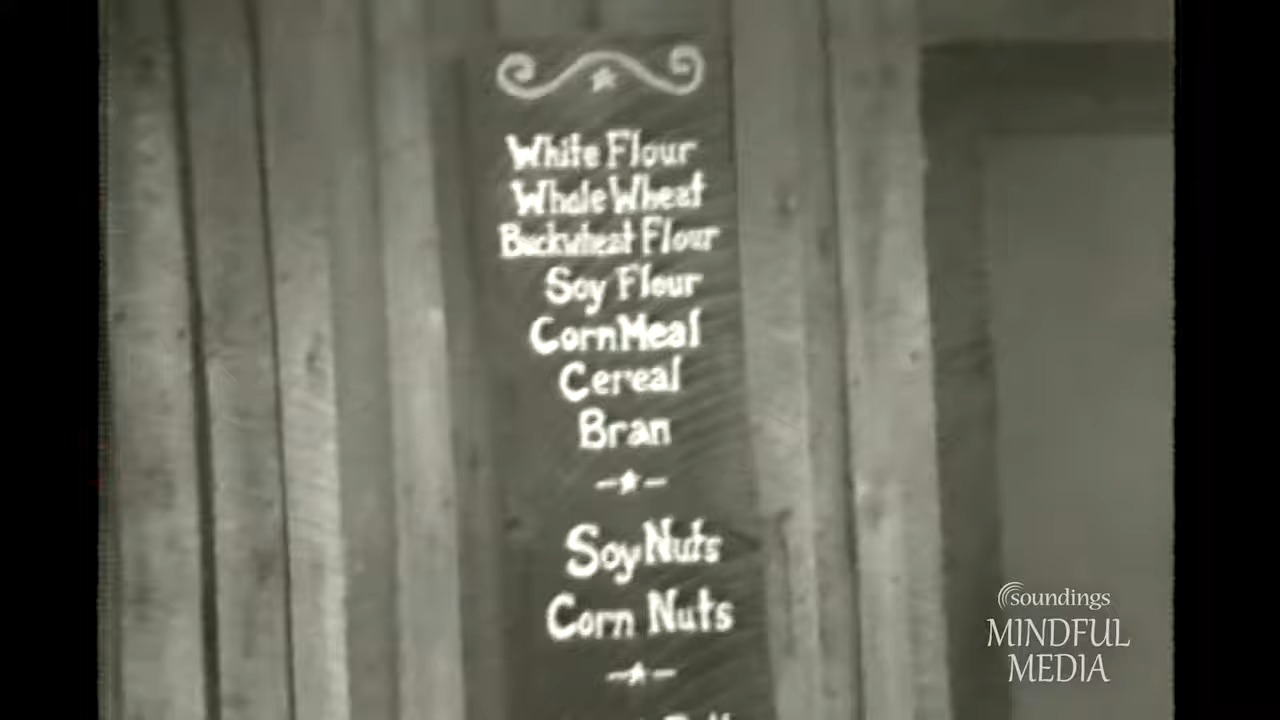 White Flour
Whole Wheat
Buckwheat Flour
Soy Flour
Corn Meal
Cereal
Bran
Soy Nuts
Corn Nuts
soundings
MINDFUL
MEDIA